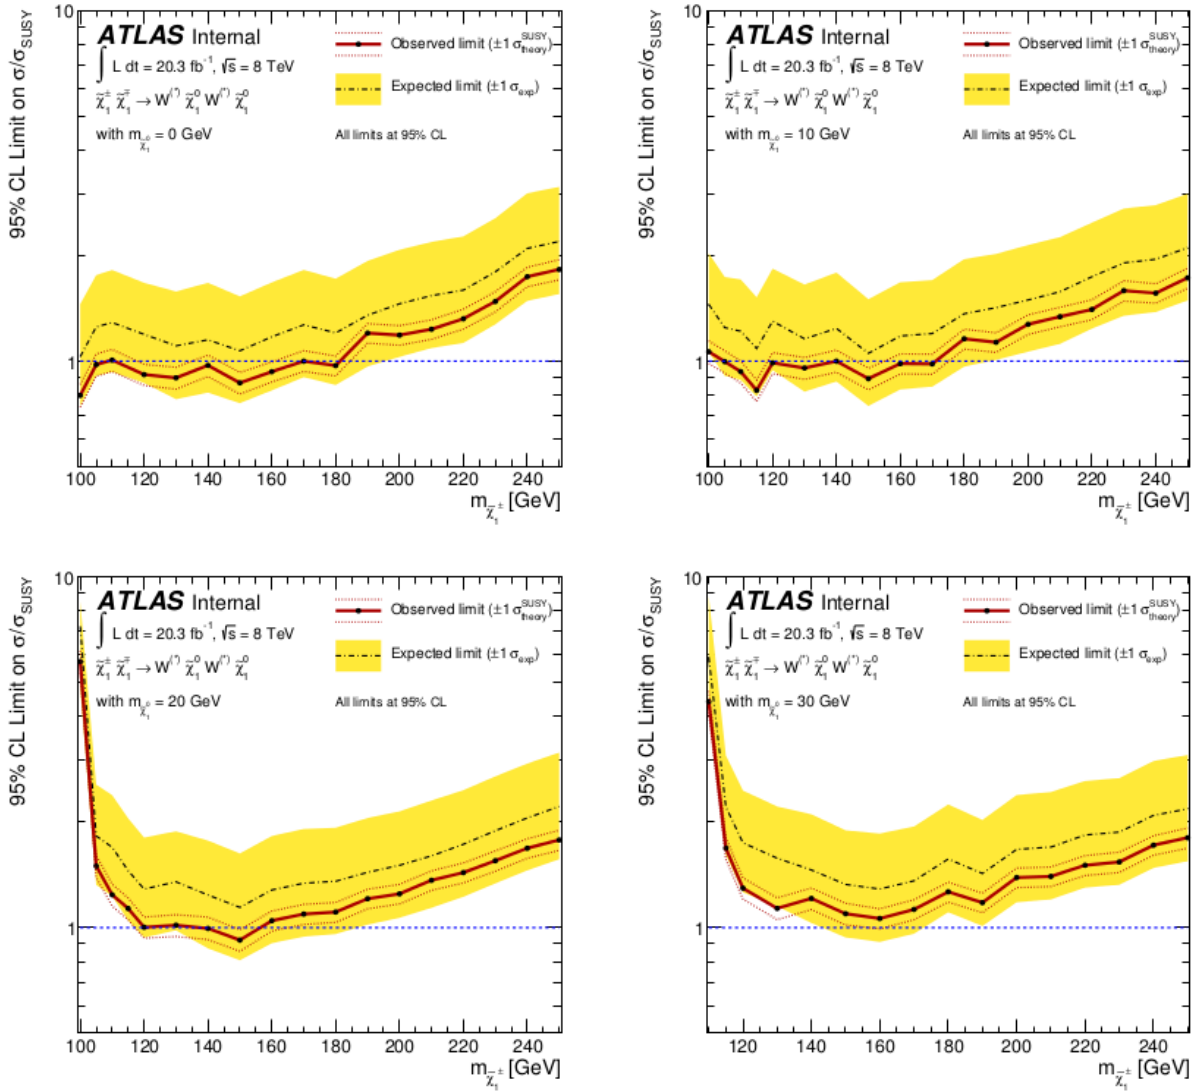 95% CL Limit on σ/σ_SUSY
10
1
ATLAS Internal
∫ L dt = 20.3 fb⁻¹, √s = 8 TeV
χ̃₁± χ̃₁∓ → W⁽*⁾ χ̃₁⁰ W⁽*⁾ χ̃₁⁰
with m_χ̃₁⁰ = 0 GeV
Observed limit (±1 σ_theory^SUSY)
Expected limit (±1 σ_exp)
All limits at 95% CL
100 120 140 160 180 200 220 240
m_χ̃₁± [GeV]
95% CL Limit on σ/σ_SUSY
10
1
ATLAS Internal
∫ L dt = 20.3 fb⁻¹, √s = 8 TeV
χ̃₁± χ̃₁∓ → W⁽*⁾ χ̃₁⁰ W⁽*⁾ χ̃₁⁰
with m_χ̃₁⁰ = 10 GeV
Observed limit (±1 σ_theory^SUSY)
Expected limit (±1 σ_exp)
All limits at 95% CL
100 120 140 160 180 200 220 240
m_χ̃₁± [GeV]
95% CL Limit on σ/σ_SUSY
10
1
ATLAS Internal
∫ L dt = 20.3 fb⁻¹, √s = 8 TeV
χ̃₁± χ̃₁∓ → W⁽*⁾ χ̃₁⁰ W⁽*⁾ χ̃₁⁰
with m_χ̃₁⁰ = 20 GeV
Observed limit (±1 σ_theory^SUSY)
Expected limit (±1 σ_exp)
All limits at 95% CL
100 120 140 160 180 200 220 240
m_χ̃₁± [GeV]
95% CL Limit on σ/σ_SUSY
10
1
ATLAS Internal
∫ L dt = 20.3 fb⁻¹, √s = 8 TeV
χ̃₁± χ̃₁∓ → W⁽*⁾ χ̃₁⁰ W⁽*⁾ χ̃₁⁰
with m_χ̃₁⁰ = 30 GeV
Observed limit (±1 σ_theory^SUSY)
Expected limit (±1 σ_exp)
All limits at 95% CL
120 140 160 180 200 220 240
m_χ̃₁± [GeV]